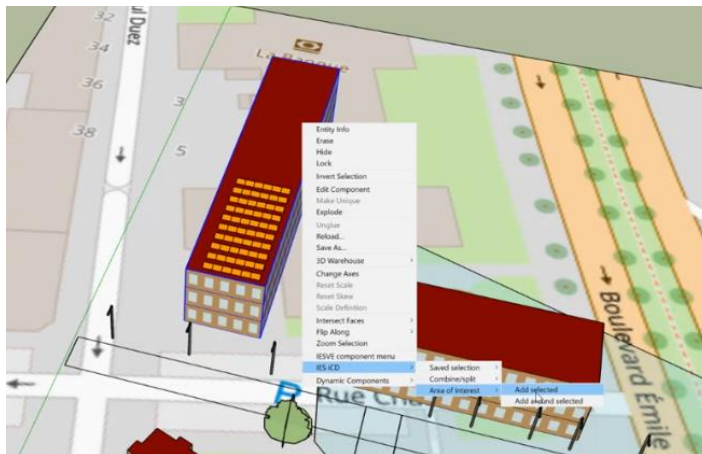 32
34
36
38
3
5
ul Duez
La Banque
Entity Info
Erase
Hide
Lock
Invert Selection
Edit Component
Make Unique
Explode
Unglue
Reload...
Save As...
3D Warehouse
Change Axes
Reset Scale
Reset Skew
Scale Definition
Intersect Faces
Flip Along
Zoom Selection
IESVE component menu
IES iCD
Dynamic Components
Saved selection
Combine/split
Area of Interest
Add selected
Add around selected
P
Rue Cha
Boulevard Émile